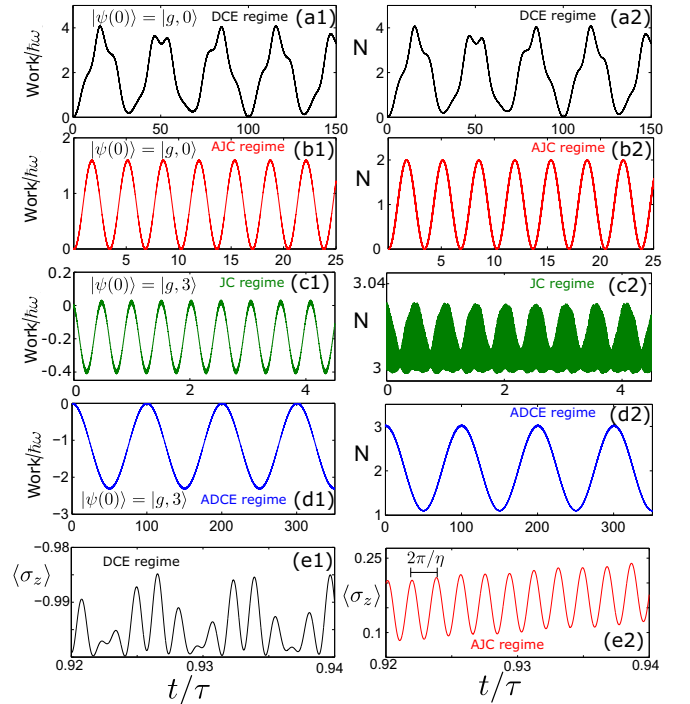 |ψ(0)⟩ = |g, 0⟩ DCE regime (a1)
Work/ħω
4
2
0
0 50 100 150
DCE regime (a2)
N
4
2
0
0 50 100 150
|ψ(0)⟩ = |g, 0⟩ AJC regime (b1)
Work/ħω
2
1
0
0 5 10 15 20 25
AJC regime (b2)
N
2
1
0
0 5 10 15 20 25
|ψ(0)⟩ = |g, 3⟩ JC regime (c1)
Work/ħω
0.2
0
−0.2
−0.4
0 2 4
3.04
JC regime (c2)
N
3
0 2 4
ADCE regime (d2)
N
3
2
1
0 100 200 300
Work/ħω
0
−1
−2
−3
|ψ(0)⟩ = |g, 3⟩ ADCE regime (d1)
0 100 200 300
−0.98
DCE regime (e1)
⟨σz⟩
−0.99
0.92 0.93 0.94
t/τ
0.25
2π/η
⟨σz⟩
0.1
AJC regime (e2)
0.92 0.93 0.94
t/τ